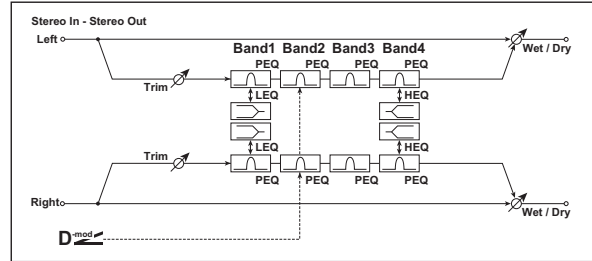 Stereo In - Stereo Out
Left
Wet / Dry
Band1 Band2 Band3 Band4
PEQ PEQ PEQ PEQ
Trim
LEQ HEQ
LEQ HEQ
Trim
PEQ PEQ PEQ PEQ
Right
Wet / Dry
D-mod